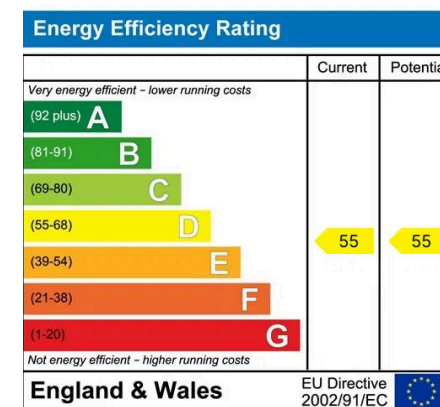 Energy Efficiency Rating
Current Potentia
Very energy efficient – lower running costs
(92 plus) A
(81-91) B
(69-80) C
(55-68) D
55 55
(39-54) E
(21-38) F
(1-20) G
Not energy efficient – higher running costs
England & Wales
EU Directive
2002/91/EC